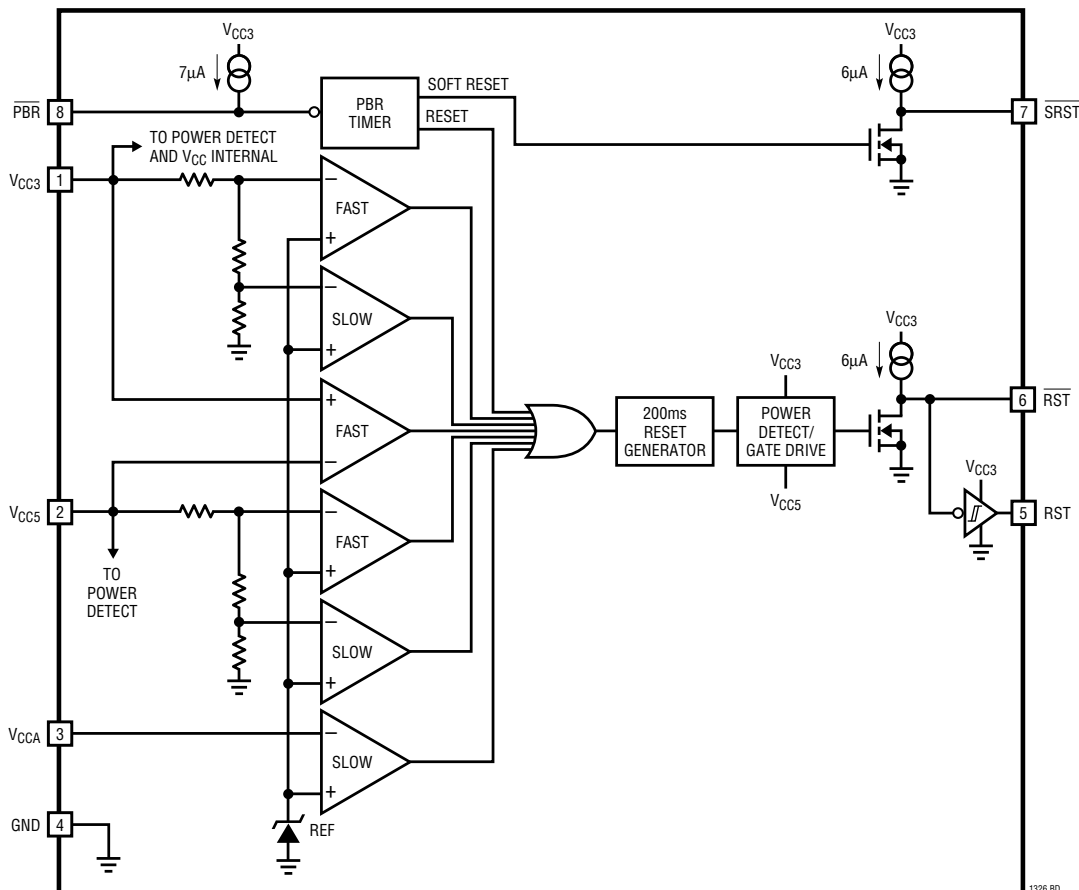 VCC3
7µA
VCC3
6µA
PBR
8
PBR
TIMER
SOFT RESET
RESET
7
SRST
TO POWER DETECT
AND VCC INTERNAL
VCC3
1
−
FAST
+
−
SLOW
+
+
FAST
−
VCC5
2
TO
POWER
DETECT
−
FAST
+
−
SLOW
+
VCCA
3
−
SLOW
+
GND
4
REF
200ms
RESET
GENERATOR
VCC3
POWER
DETECT/
GATE DRIVE
VCC5
VCC3
6µA
6
RST
VCC3
5
RST
1326 BD